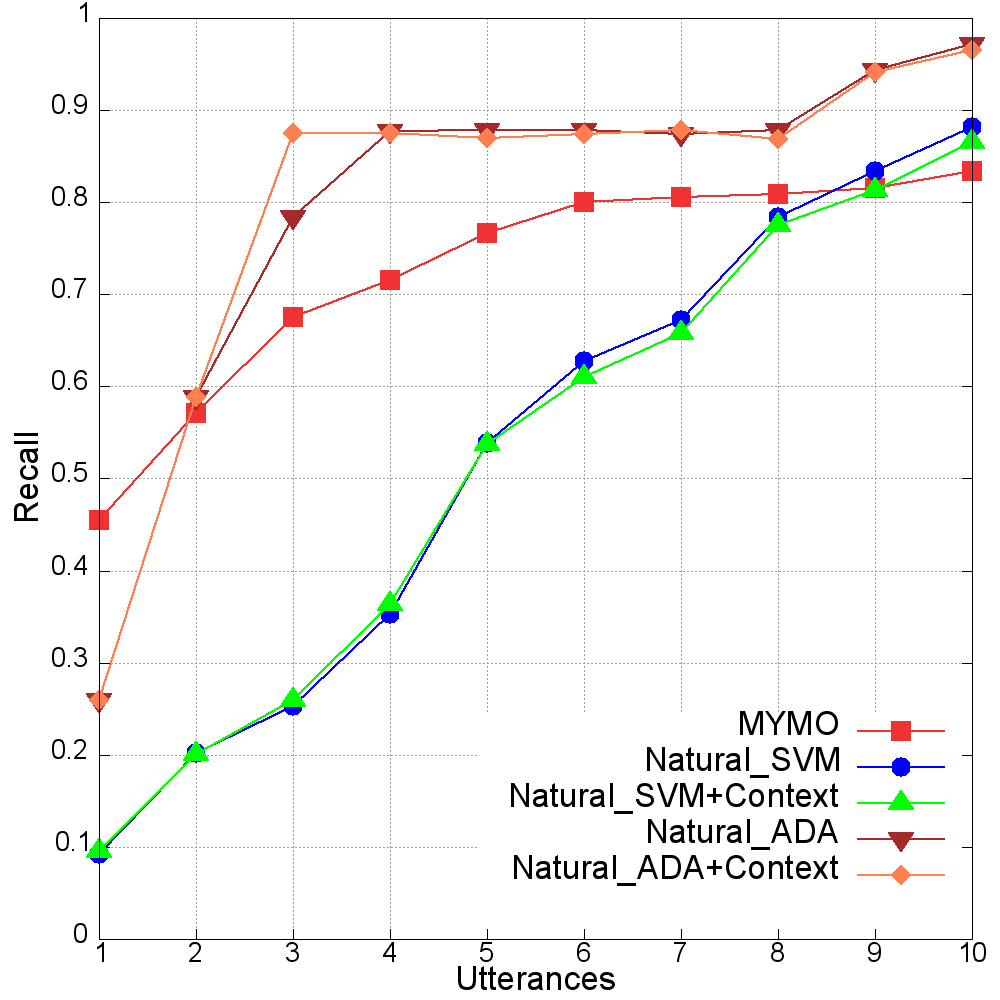 1
0.9
0.8
0.7
0.6
0.5
0.4
0.3
0.2
0.1
0
Recall
MYMO
Natural_SVM
Natural_SVM+Context
Natural_ADA
Natural_ADA+Context
1 2 3 4 5 6 7 8 9 10
Utterances